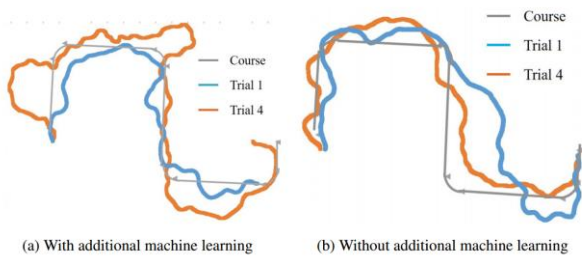 Course
Trial 1
Trial 4
Course
Trial 1
Trial 4
(a) With additional machine learning
(b) Without additional machine learning